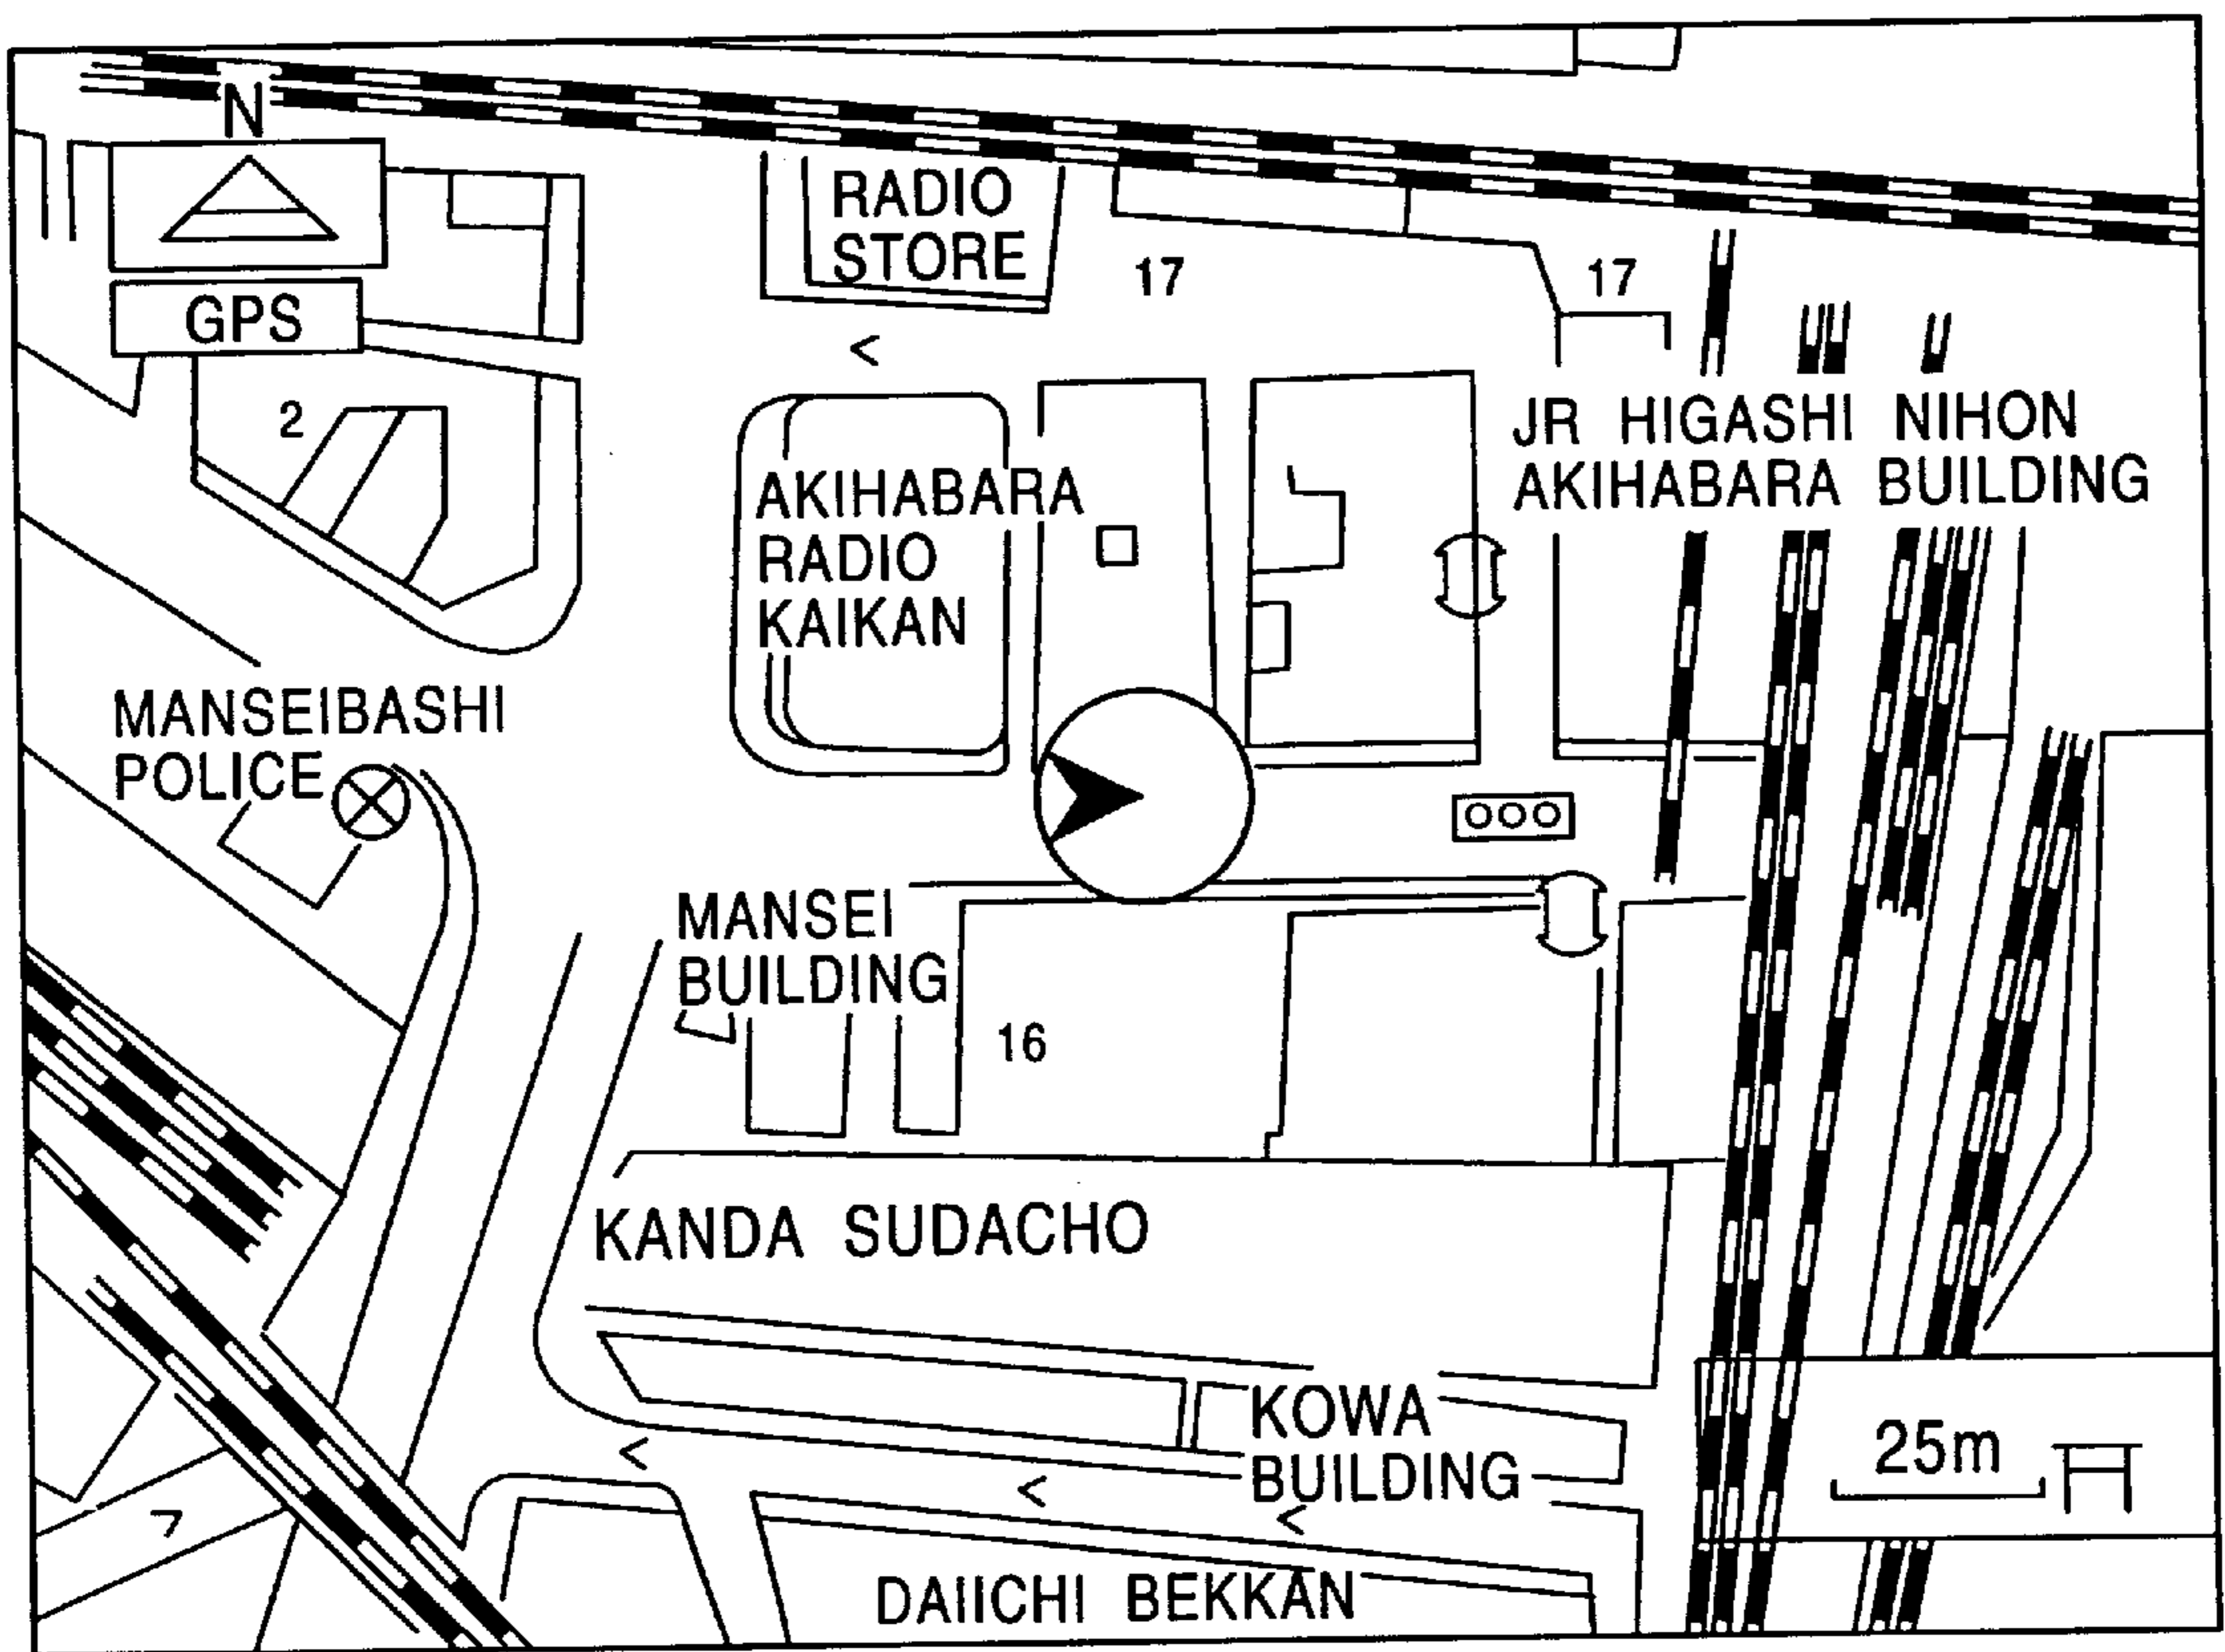 N
GPS
2
RADIO
STORE
17
17
<
JR HIGASHI NIHON
AKIHABARA BUILDING
AKIHABARA
RADIO
KAIKAN
MANSEIBASHI
POLICE
MANSEI
BUILDING
16
KANDA SUDACHO
KOWA
BUILDING
<
<
<
25m
DAIICHI BEKKAN